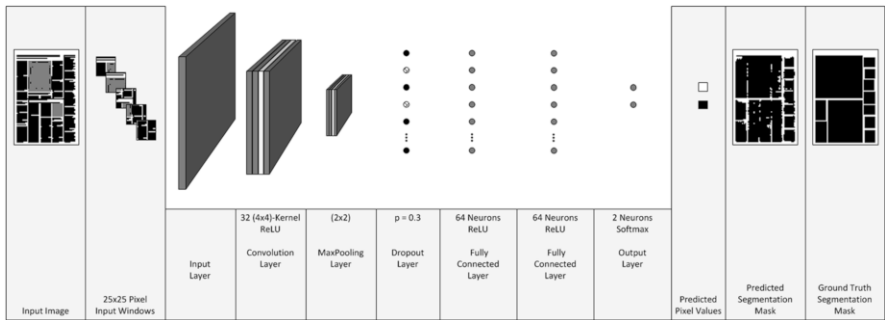 Input Image
25x25 Pixel
Input Windows
Input
Layer
32 (4x4)-Kernel
ReLU
Convolution
Layer
(2x2)
MaxPooling
Layer
p = 0.3
Dropout
Layer
64 Neurons
ReLU
Fully
Connected
Layer
64 Neurons
ReLU
Fully
Connected
Layer
2 Neurons
Softmax
Output
Layer
Predicted
Pixel Values
Predicted
Segmentation
Mask
Ground Truth
Segmentation
Mask